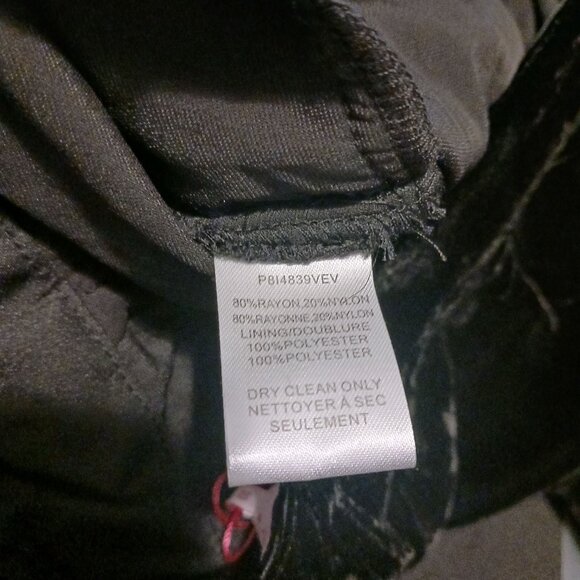 P8I4839VEV
80%RAYON,20%NYLON
80%RAYONNE,20%NYLON
LINING/DOUBLURE
100%POLYESTER
100%POLYESTER
DRY CLEAN ONLY
NETTOYER À SEC
SEULEMENT